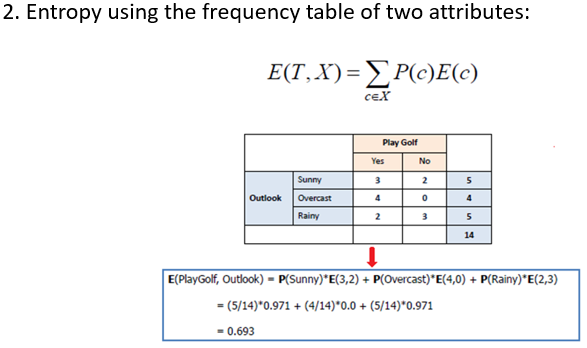 2. Entropy using the frequency table of two attributes:
E(T, X) = ∑ P(c)E(c)
c∈X
Play Golf
Yes No
Sunny 3 2 5
Outlook Overcast 4 0 4
Rainy 2 3 5
14
E(PlayGolf, Outlook) = P(Sunny)*E(3,2) + P(Overcast)*E(4,0) + P(Rainy)*E(2,3)
= (5/14)*0.971 + (4/14)*0.0 + (5/14)*0.971
= 0.693